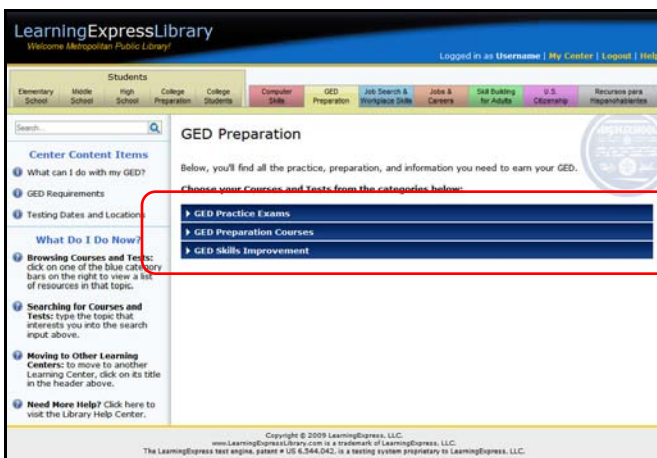 LearningExpressLibrary
Welcome Metropolitan Public Library!
Logged in as Username | My Center | Logout | Help
Students
Elementary School
Middle School
High School
College Preparation
College Students
Computer Skills
GED Preparation
Job Search & Workplace Skills
Jobs & Careers
Skill Building for Adults
U.S. Citizenship
Recursos para Hispanohablantes
Search...
Center Content Items
What can I do with my GED?
GED Requirements
Testing Dates and Locations
What Do I Do Now?
Browsing Courses and Tests:
click on one of the blue category
bars on the right to view a list
of resources in that topic.
Searching for Courses and
Tests: type the topic that
interests you into the search
input above.
Moving to Other Learning
Centers: to move to another
Learning Center, click on its title
in the header above.
Need More Help? Click here to
visit the Library Help Center.
GED Preparation
Below, you'll find all the practice, preparation, and information you need to earn your GED.
Choose your Courses and Tests from the categories below:
GED Practice Exams
GED Preparation Courses
GED Skills Improvement
Copyright © 2009 LearningExpress, LLC.
www.LearningExpressLibrary.com is a trademark of LearningExpress, LLC.
The LearningExpress test engine, patent # US 6,544,042, is a testing system proprietary to LearningExpress, LLC.